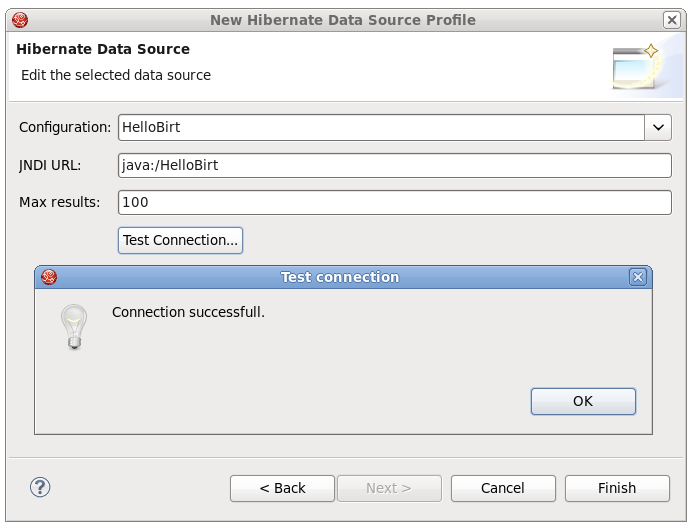 New Hibernate Data Source Profile
Hibernate Data Source
Edit the selected data source
Configuration: HelloBirt
JNDI URL: java:/HelloBirt
Max results: 100
Test Connection...
Test connection
Connection successfull.
OK
?
< Back Next > Cancel Finish